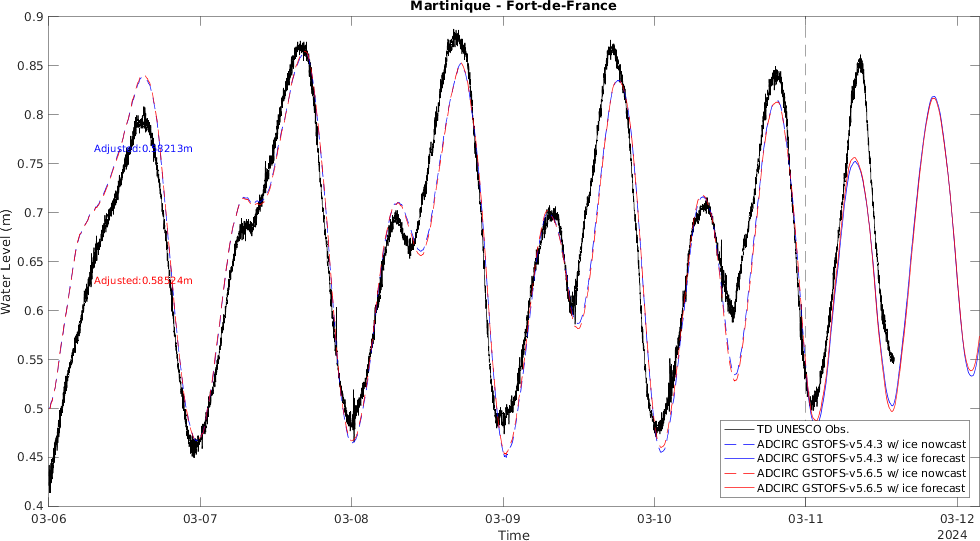 Martinique - Fort-de-France
0.9
0.85
0.8
0.75
0.7
0.65
0.6
0.55
0.5
0.45
0.4
Water Level (m)
Adjusted:0.58213m
Adjusted:0.58524m
TD UNESCO Obs.
ADCIRC GSTOFS-v5.4.3 w/ ice nowcast
ADCIRC GSTOFS-v5.4.3 w/ ice forecast
ADCIRC GSTOFS-v5.6.5 w/ ice nowcast
ADCIRC GSTOFS-v5.6.5 w/ ice forecast
03-06 03-07 03-08 03-09 03-10 03-11 03-12
Time
2024